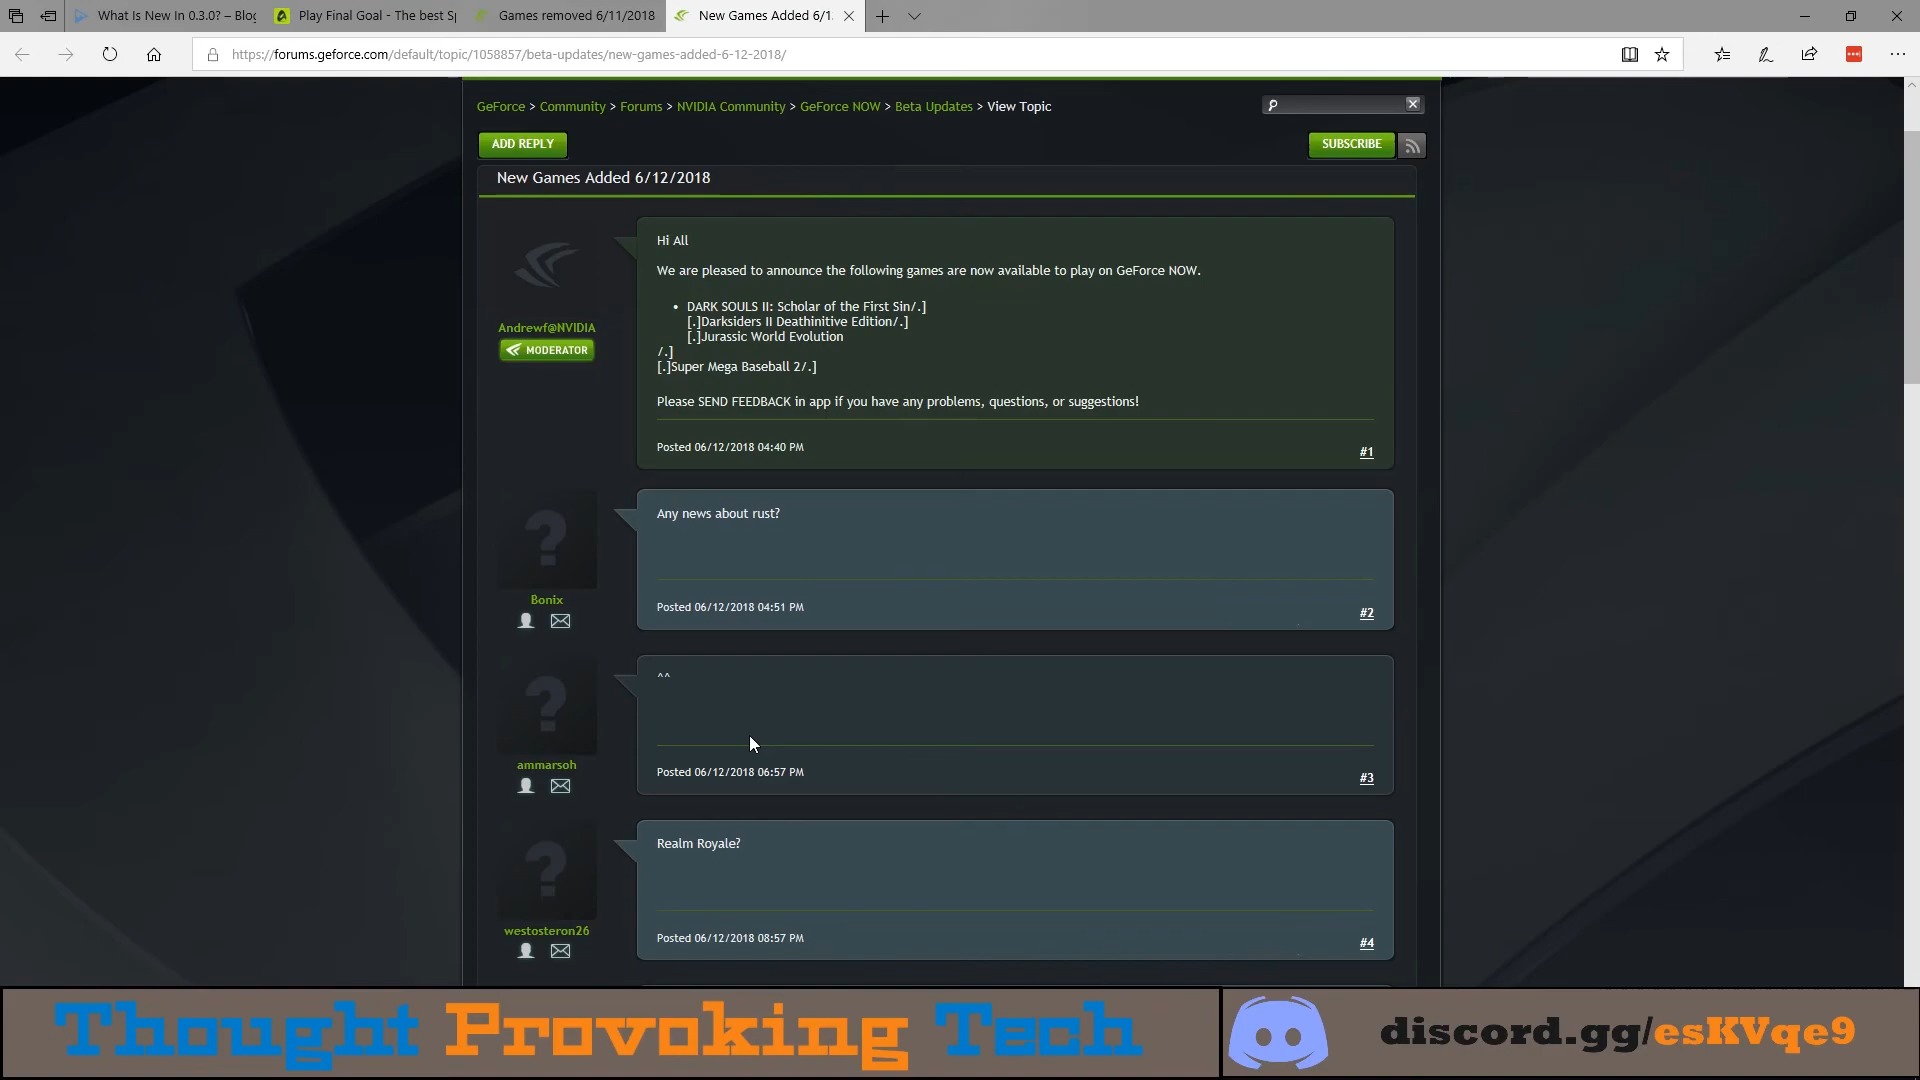 What Is New In 0.3.0? – Blog
Play Final Goal - The best Sp
Games removed 6/11/2018
New Games Added 6/1
https://forums.geforce.com/default/topic/1058857/beta-updates/new-games-added-6-12-2018/
GeForce > Community > Forums > NVIDIA Community > GeForce NOW > Beta Updates > View Topic
ADD REPLY
SUBSCRIBE
New Games Added 6/12/2018
Hi All
We are pleased to announce the following games are now available to play on GeForce NOW.
• DARK SOULS II: Scholar of the First Sin/.]
[.]Darksiders II Deathinitive Edition/.]
[.]Jurassic World Evolution
/.]
[.]Super Mega Baseball 2/.]
Please SEND FEEDBACK in app if you have any problems, questions, or suggestions!
Andrewf@NVIDIA
MODERATOR
Posted 06/12/2018 04:40 PM
#1
Any news about rust?
Bonix
Posted 06/12/2018 04:51 PM
#2
^^
ammarsoh
Posted 06/12/2018 06:57 PM
#3
Realm Royale?
westosteron26
Posted 06/12/2018 08:57 PM
#4
Thought Provoking Tech
discord.gg/esKVqe9